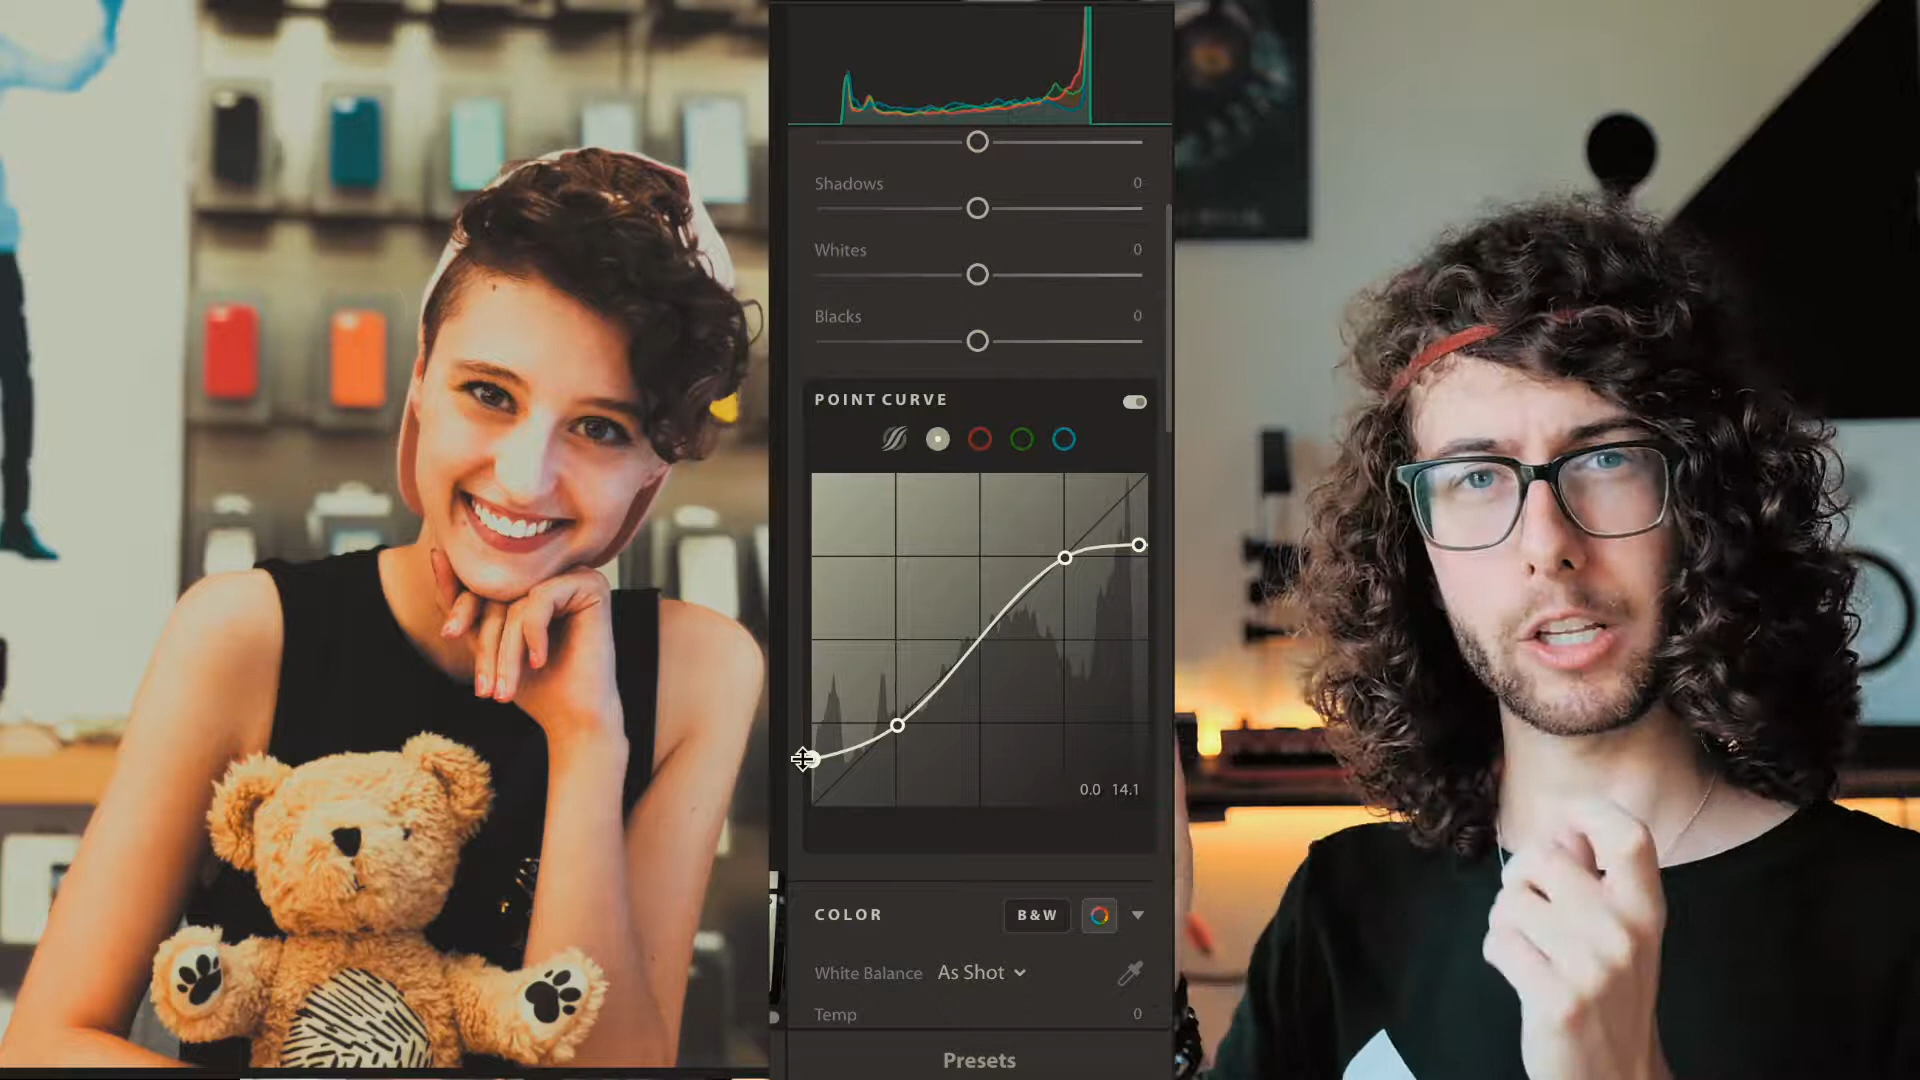 Shadows 0
Whites 0
Blacks 0
POINT CURVE
0.0 14.1
COLOR B&W
White Balance As Shot
Temp 0
Presets